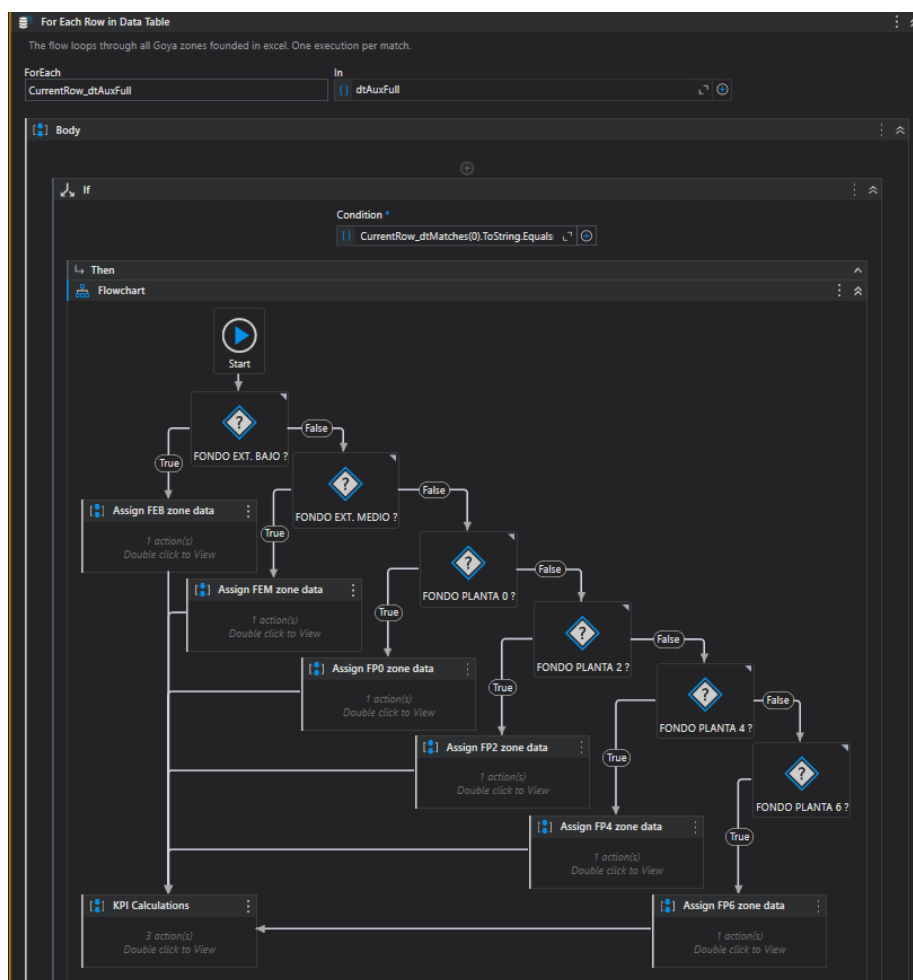 For Each Row in Data Table
The flow loops through all Goya zones founded in excel. One execution per match.
ForEach
In
CurrentRow_dtAuxFull
dtAuxFull
Body
If
Condition *
CurrentRow_dtMatches(0).ToString.Equals
Then
Flowchart
Start
FONDO EXT. BAJO ?
False
True
Assign FEB zone data
1 action(s)
Double click to View
FONDO EXT. MEDIO ?
False
True
Assign FEM zone data
1 action(s)
Double click to View
FONDO PLANTA 0 ?
False
True
Assign FP0 zone data
1 action(s)
Double click to View
FONDO PLANTA 2 ?
False
True
Assign FP2 zone data
1 action(s)
Double click to View
FONDO PLANTA 4 ?
False
True
Assign FP4 zone data
1 action(s)
Double click to View
FONDO PLANTA 6 ?
True
KPI Calculations
3 action(s)
Double click to View
Assign FP6 zone data
1 action(s)
Double click to View